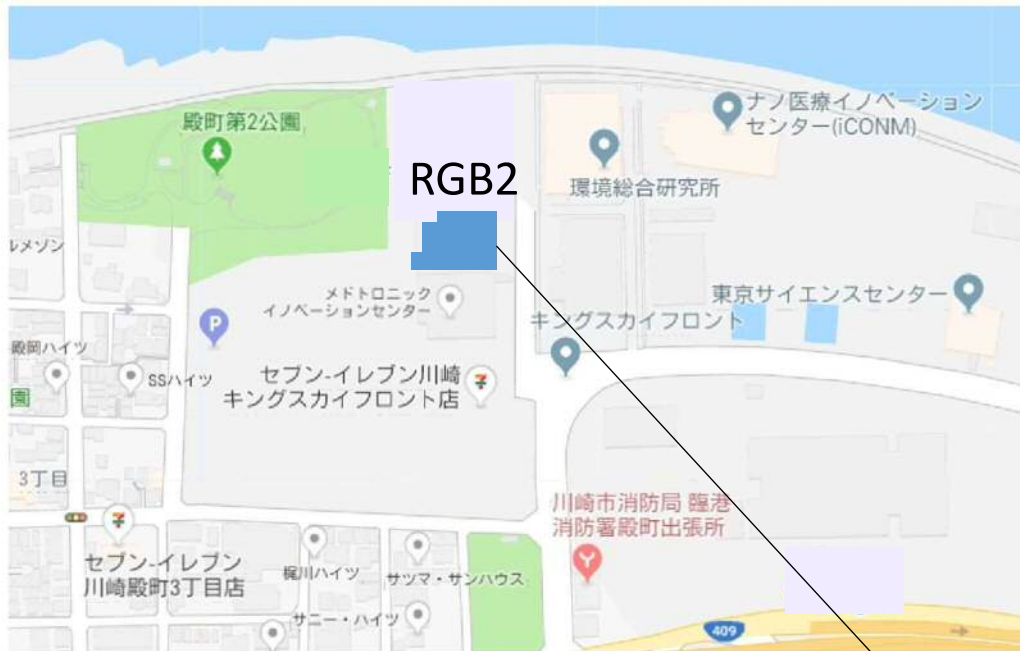 殿町第2公園
ナノ医療イノベーション
センター(iCONM)
RGB2
環境総合研究所
ルメゾン
メドトロニック
イノベーションセンター
東京サイエンスセンター
キングスカイフロント
P
殿岡ハイツ
SSハイツ
セブン-イレブン川崎
キングスカイフロント店
園
3丁目
川崎市消防局 臨港
消防署殿町出張所
セブン-イレブン
川崎殿町3丁目店
梶川ハイツ
サツマ・サンハウス
サニー・ハイツ
409